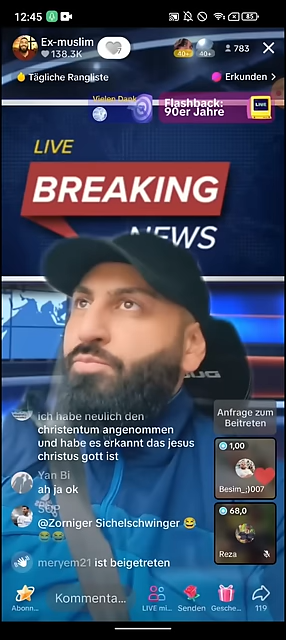 12:45
85
Ex-muslim
138.3K
40+
40+
783
Tägliche Rangliste
Erkunden
Vielen Dank
Flashback:
90er Jahre
LIVE
LIVE
BREAKING
NEWS
ich habe neulich den
christentum angenommen
und habe es erkannt das jesus
christus gott ist
Anfrage zum
Beitreten
1,00
Besim_;)007
Yan Bi
ah ja ok
@Zorniger Sichelschwinger 😂
😂 😂
68,0
Reza
meryem21 ist beigetreten
Abonn...
Kommenta...
LIVE mi...
Senden
Gesche...
119